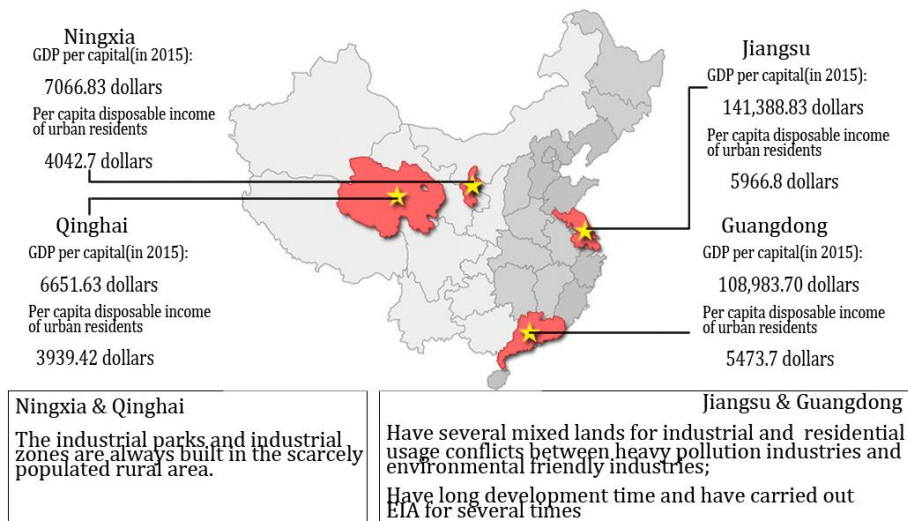 Ningxia
GDP per capital(in 2015):
7066.83 dollars
Per capita disposable income
of urban residents
4042.7 dollars
Qinghai
GDP per capital(in 2015):
6651.63 dollars
Per capita disposable income
of urban residents
3939.42 dollars
Jiangsu
GDP per capital(in 2015):
141,388.83 dollars
Per capita disposable income
of urban residents
5966.8 dollars
Guangdong
GDP per capital(in 2015):
108,983.70 dollars
Per capita disposable income
of urban residents
5473.7 dollars
Ningxia & Qinghai
The industrial parks and industrial
zones are always built in the scarcely
populated rural area.
Jiangsu & Guangdong
Have several mixed lands for industrial and residential
usage conflicts between heavy pollution industries and
environmental friendly industries;
Have long development time and have carried out
EIA for several times